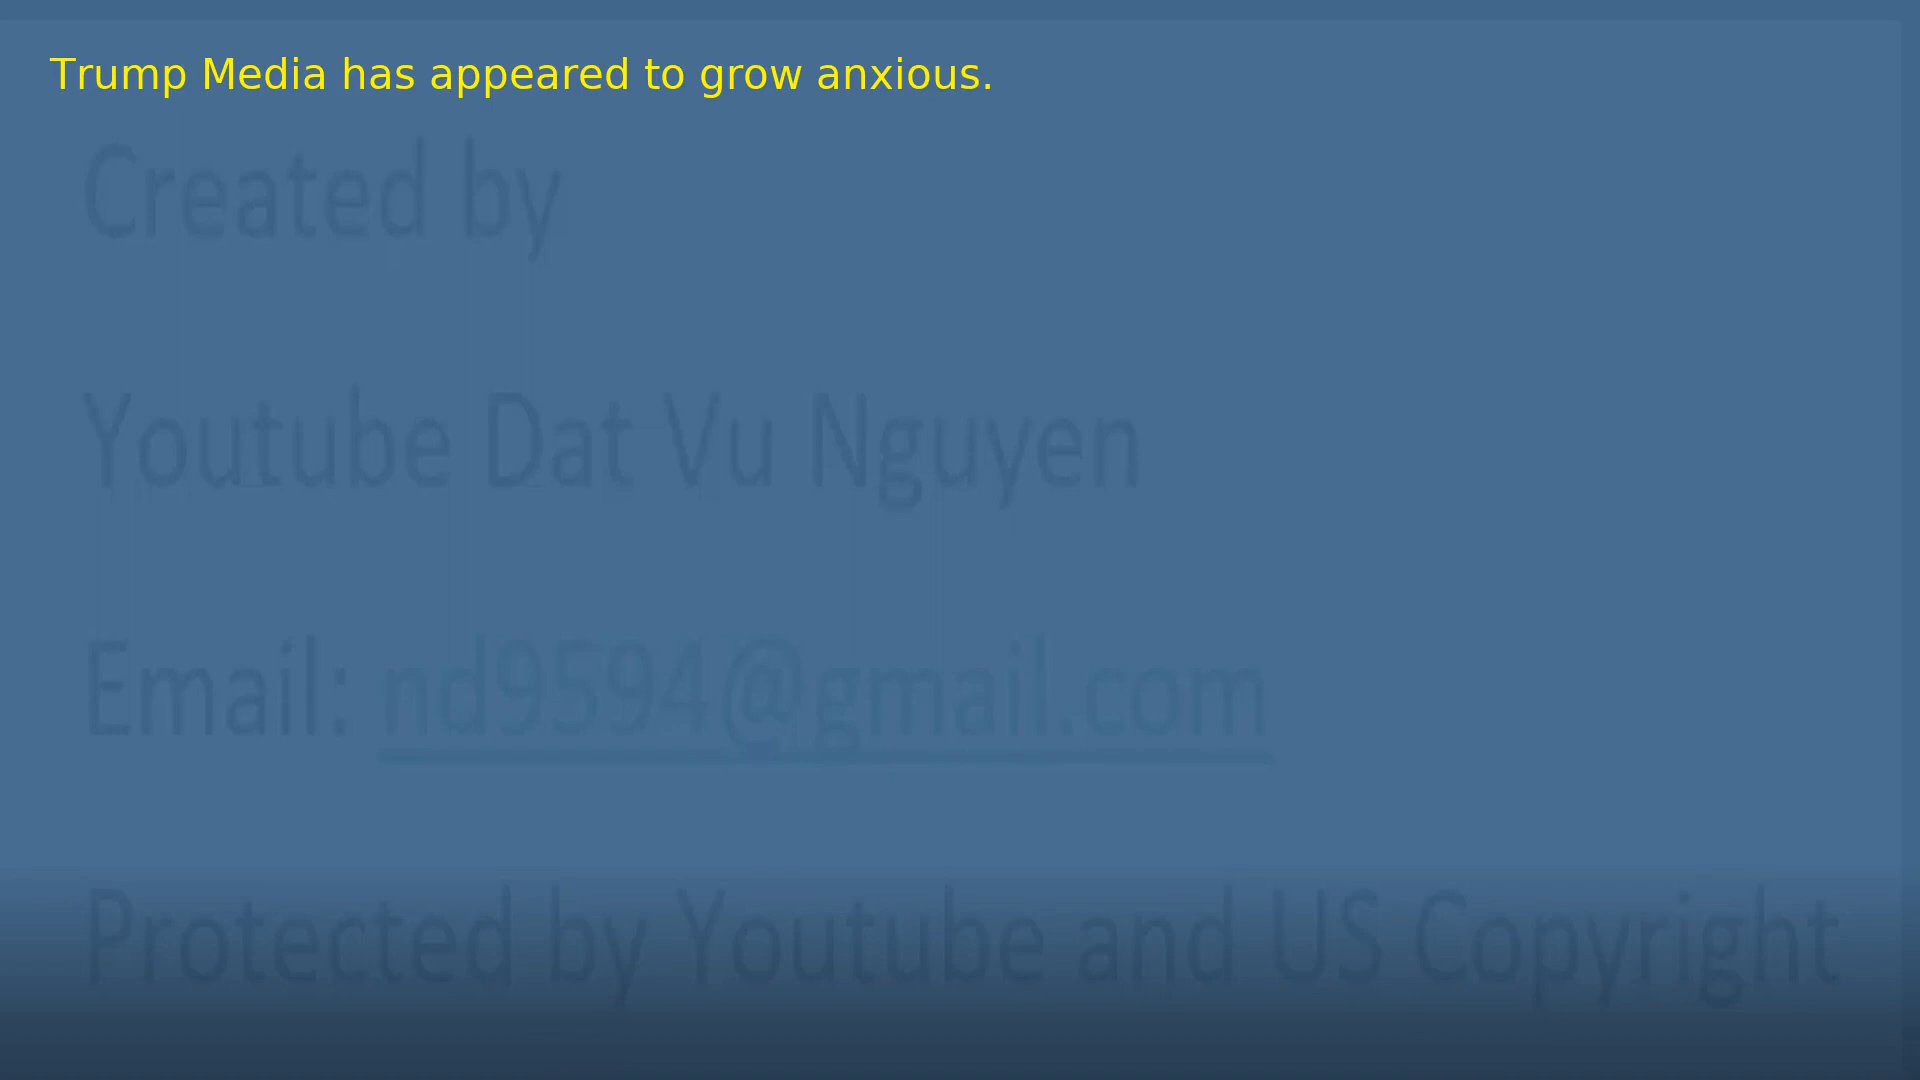 Trump Media has appeared to grow anxious.
Created by
Youtube Dat Vu Nguyen
Email: nd9594@gmail.com
Protected by Youtube and US Copyright